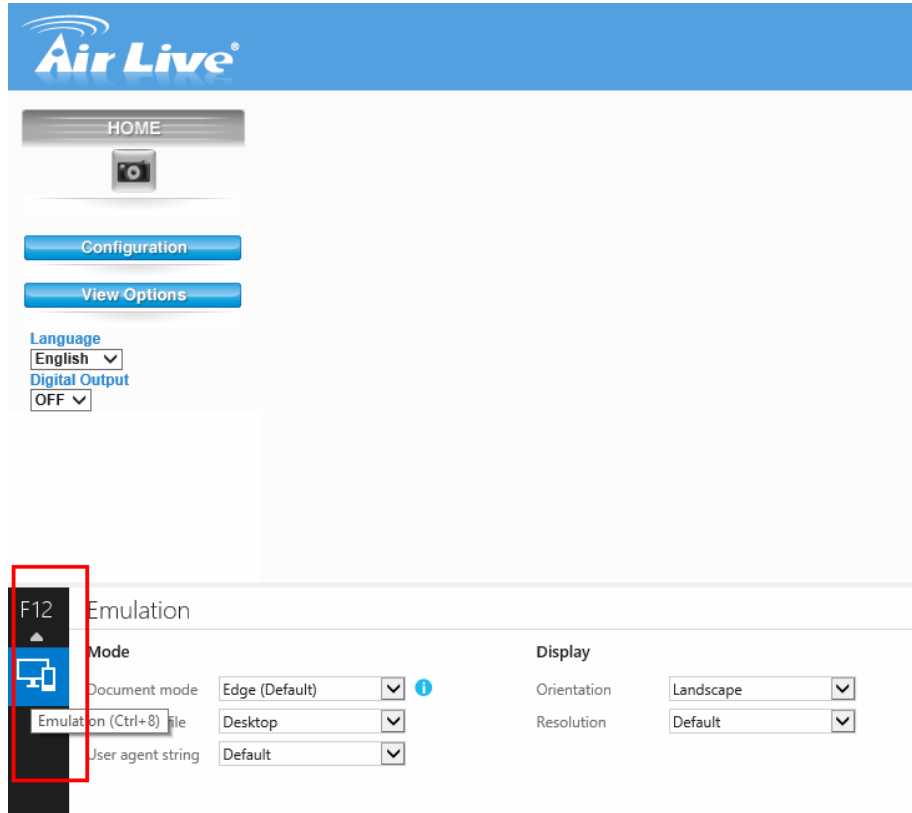 Air Live®
HOME
Configuration
View Options
Language
English
Digital Output
OFF
F12
Emulation
Mode
Display
Document mode
Edge (Default)
Orientation
Landscape
Emulation (Ctrl+8)
file
Desktop
Resolution
Default
User agent string
Default